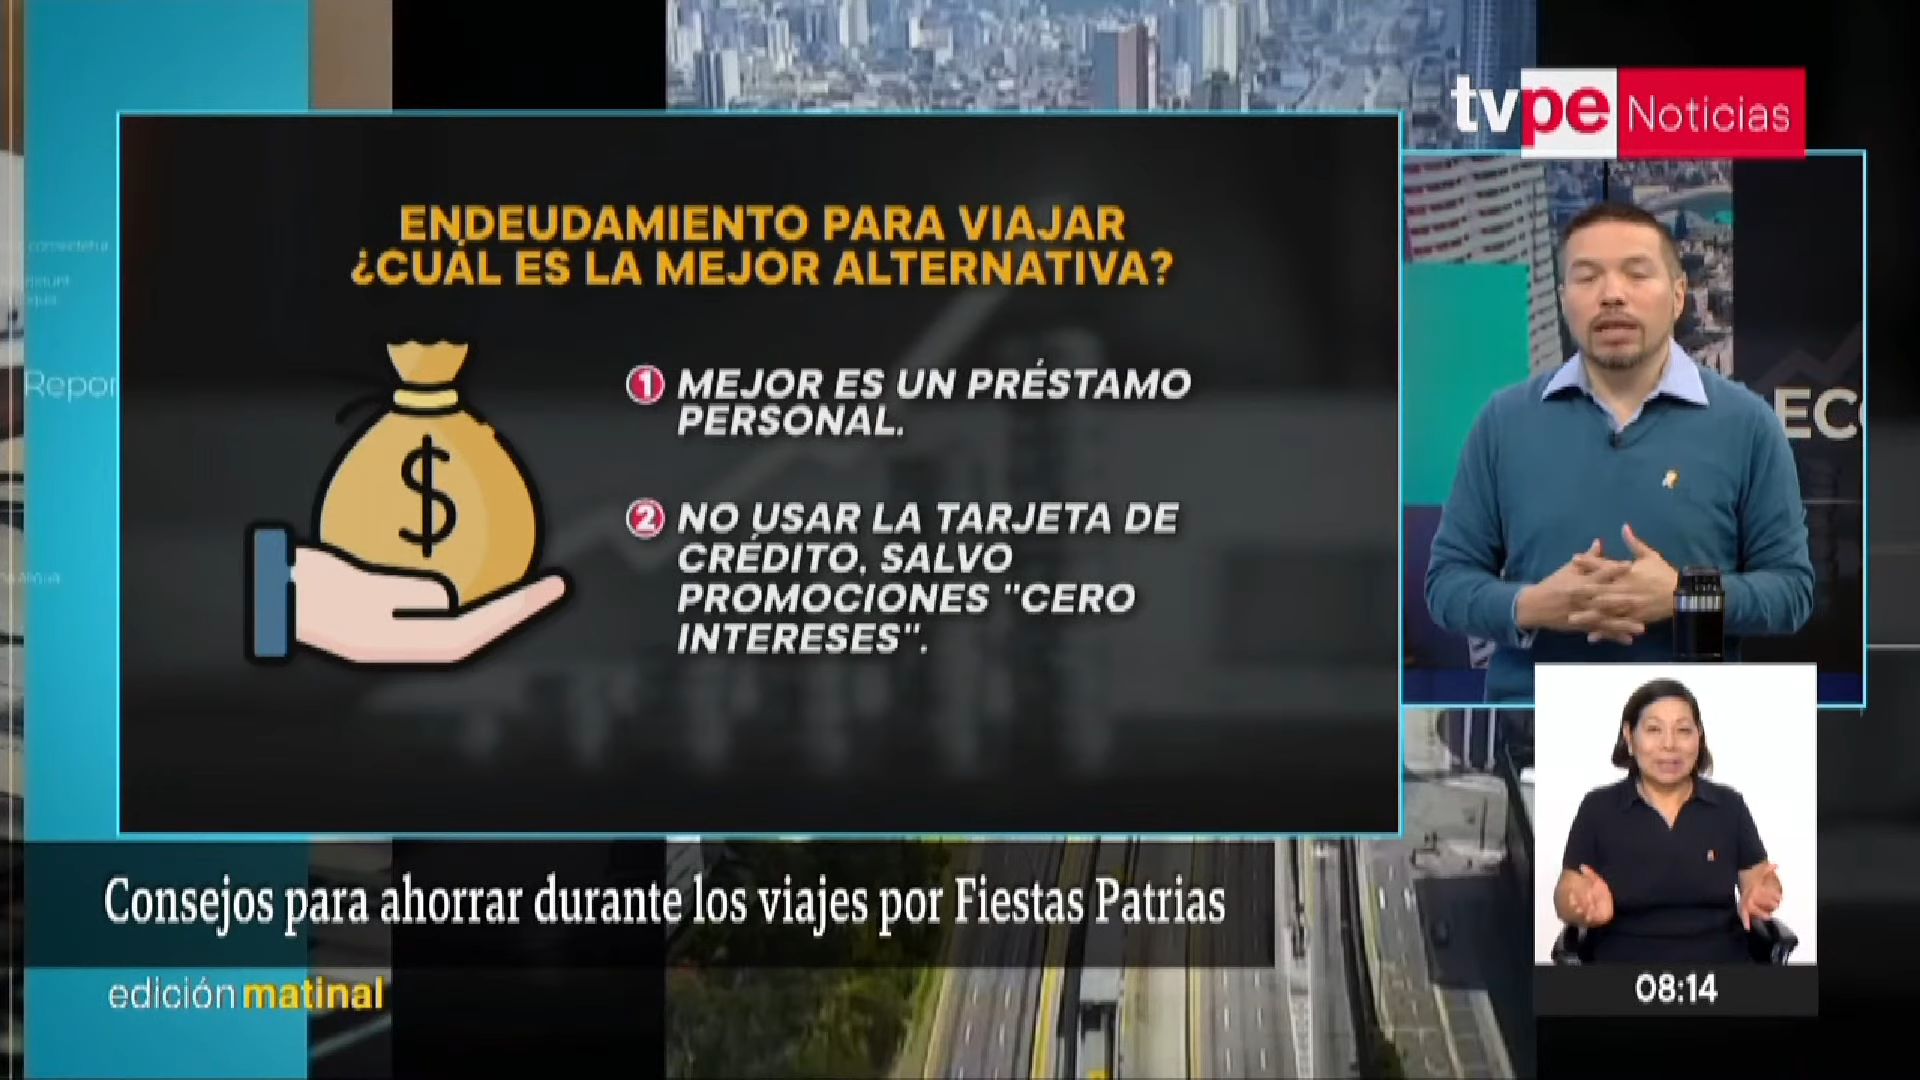 tvpe Noticias
ENDEUDAMIENTO PARA VIAJAR
¿CUÁL ES LA MEJOR ALTERNATIVA?
$
1 MEJOR ES UN PRÉSTAMO
PERSONAL.
2 NO USAR LA TARJETA DE
CRÉDITO, SALVO
PROMOCIONES "CERO
INTERESES".
Repor
ECO
Consejos para ahorrar durante los viajes por Fiestas Patrias
edición matinal
08:14